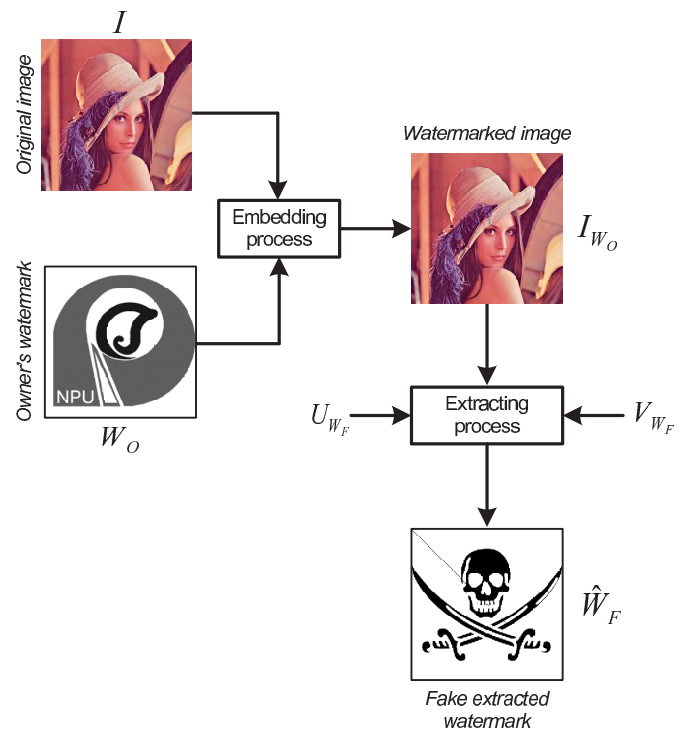 I
Original image
Embedding
process
Owner's watermark
NPU
W_O
Watermarked image
I_{W_O}
U_{W_F}
Extracting
process
V_{W_F}
Ŵ_F
Fake extracted
watermark